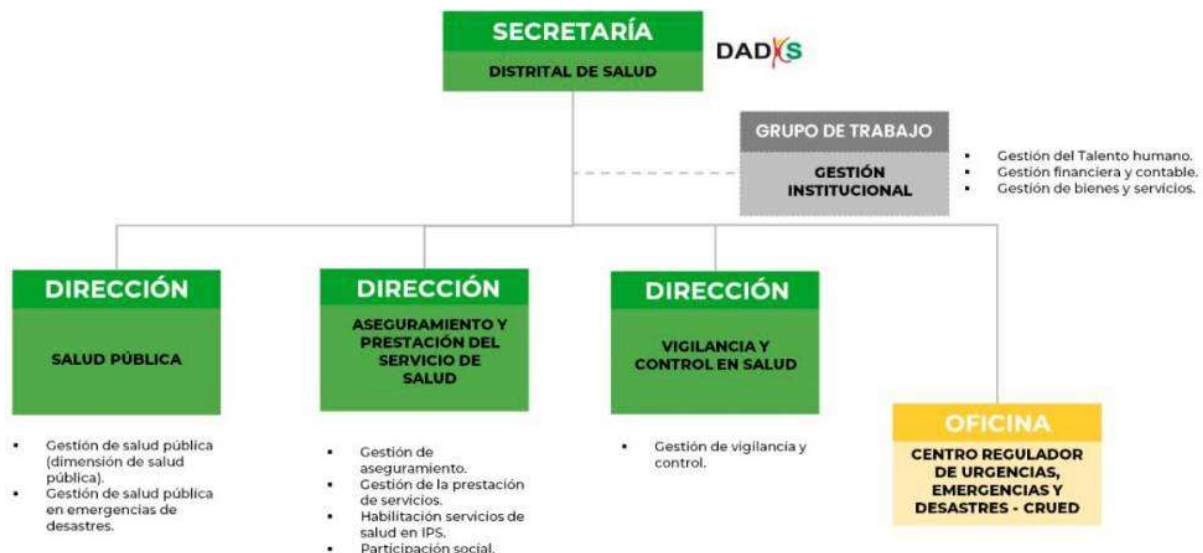 SECRETARÍA
DISTRITAL DE SALUD
DADIS
GRUPO DE TRABAJO
GESTIÓN
INSTITUCIONAL
▪ Gestión del Talento humano.
▪ Gestión financiera y contable.
▪ Gestión de bienes y servicios.
DIRECCIÓN
SALUD PÚBLICA
▪ Gestión de salud pública
(dimensión de salud
pública).
▪ Gestión de salud pública
en emergencias de
desastres.
DIRECCIÓN
ASEGURAMIENTO Y
PRESTACIÓN DEL
SERVICIO DE
SALUD
▪ Gestión de
aseguramiento.
▪ Gestión de la prestación
de servicios.
▪ Habilitación servicios de
salud en IPS.
▪ Participación social.
DIRECCIÓN
VIGILANCIA Y
CONTROL EN SALUD
▪ Gestión de vigilancia y
control.
OFICINA
CENTRO REGULADOR
DE URGENCIAS,
EMERGENCIAS Y
DESASTRES - CRUED